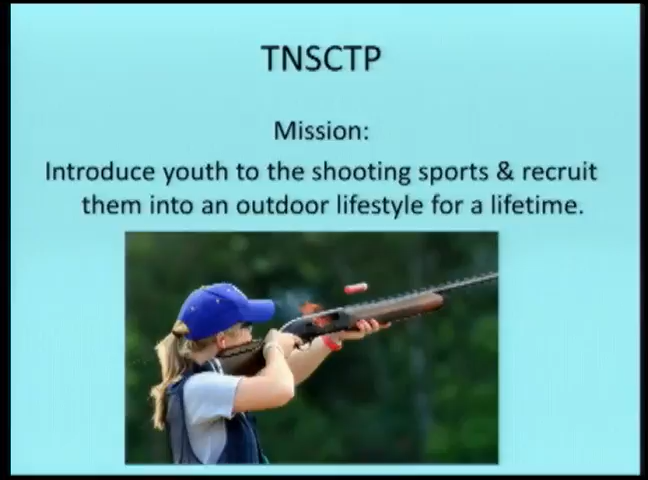 TNSCTP
Mission:
Introduce youth to the shooting sports & recruit
them into an outdoor lifestyle for a lifetime.